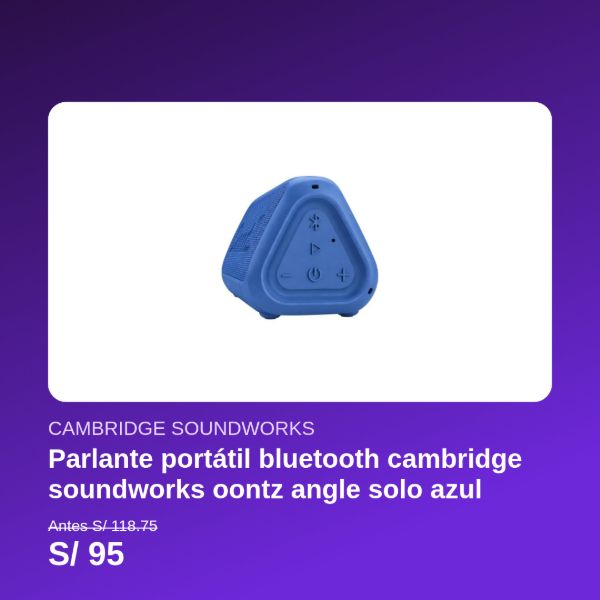 CAMBRIDGE SOUNDWORKS
Parlante portátil bluetooth cambridge
soundworks oontz angle solo azul
Antes S/ 118.75
S/ 95